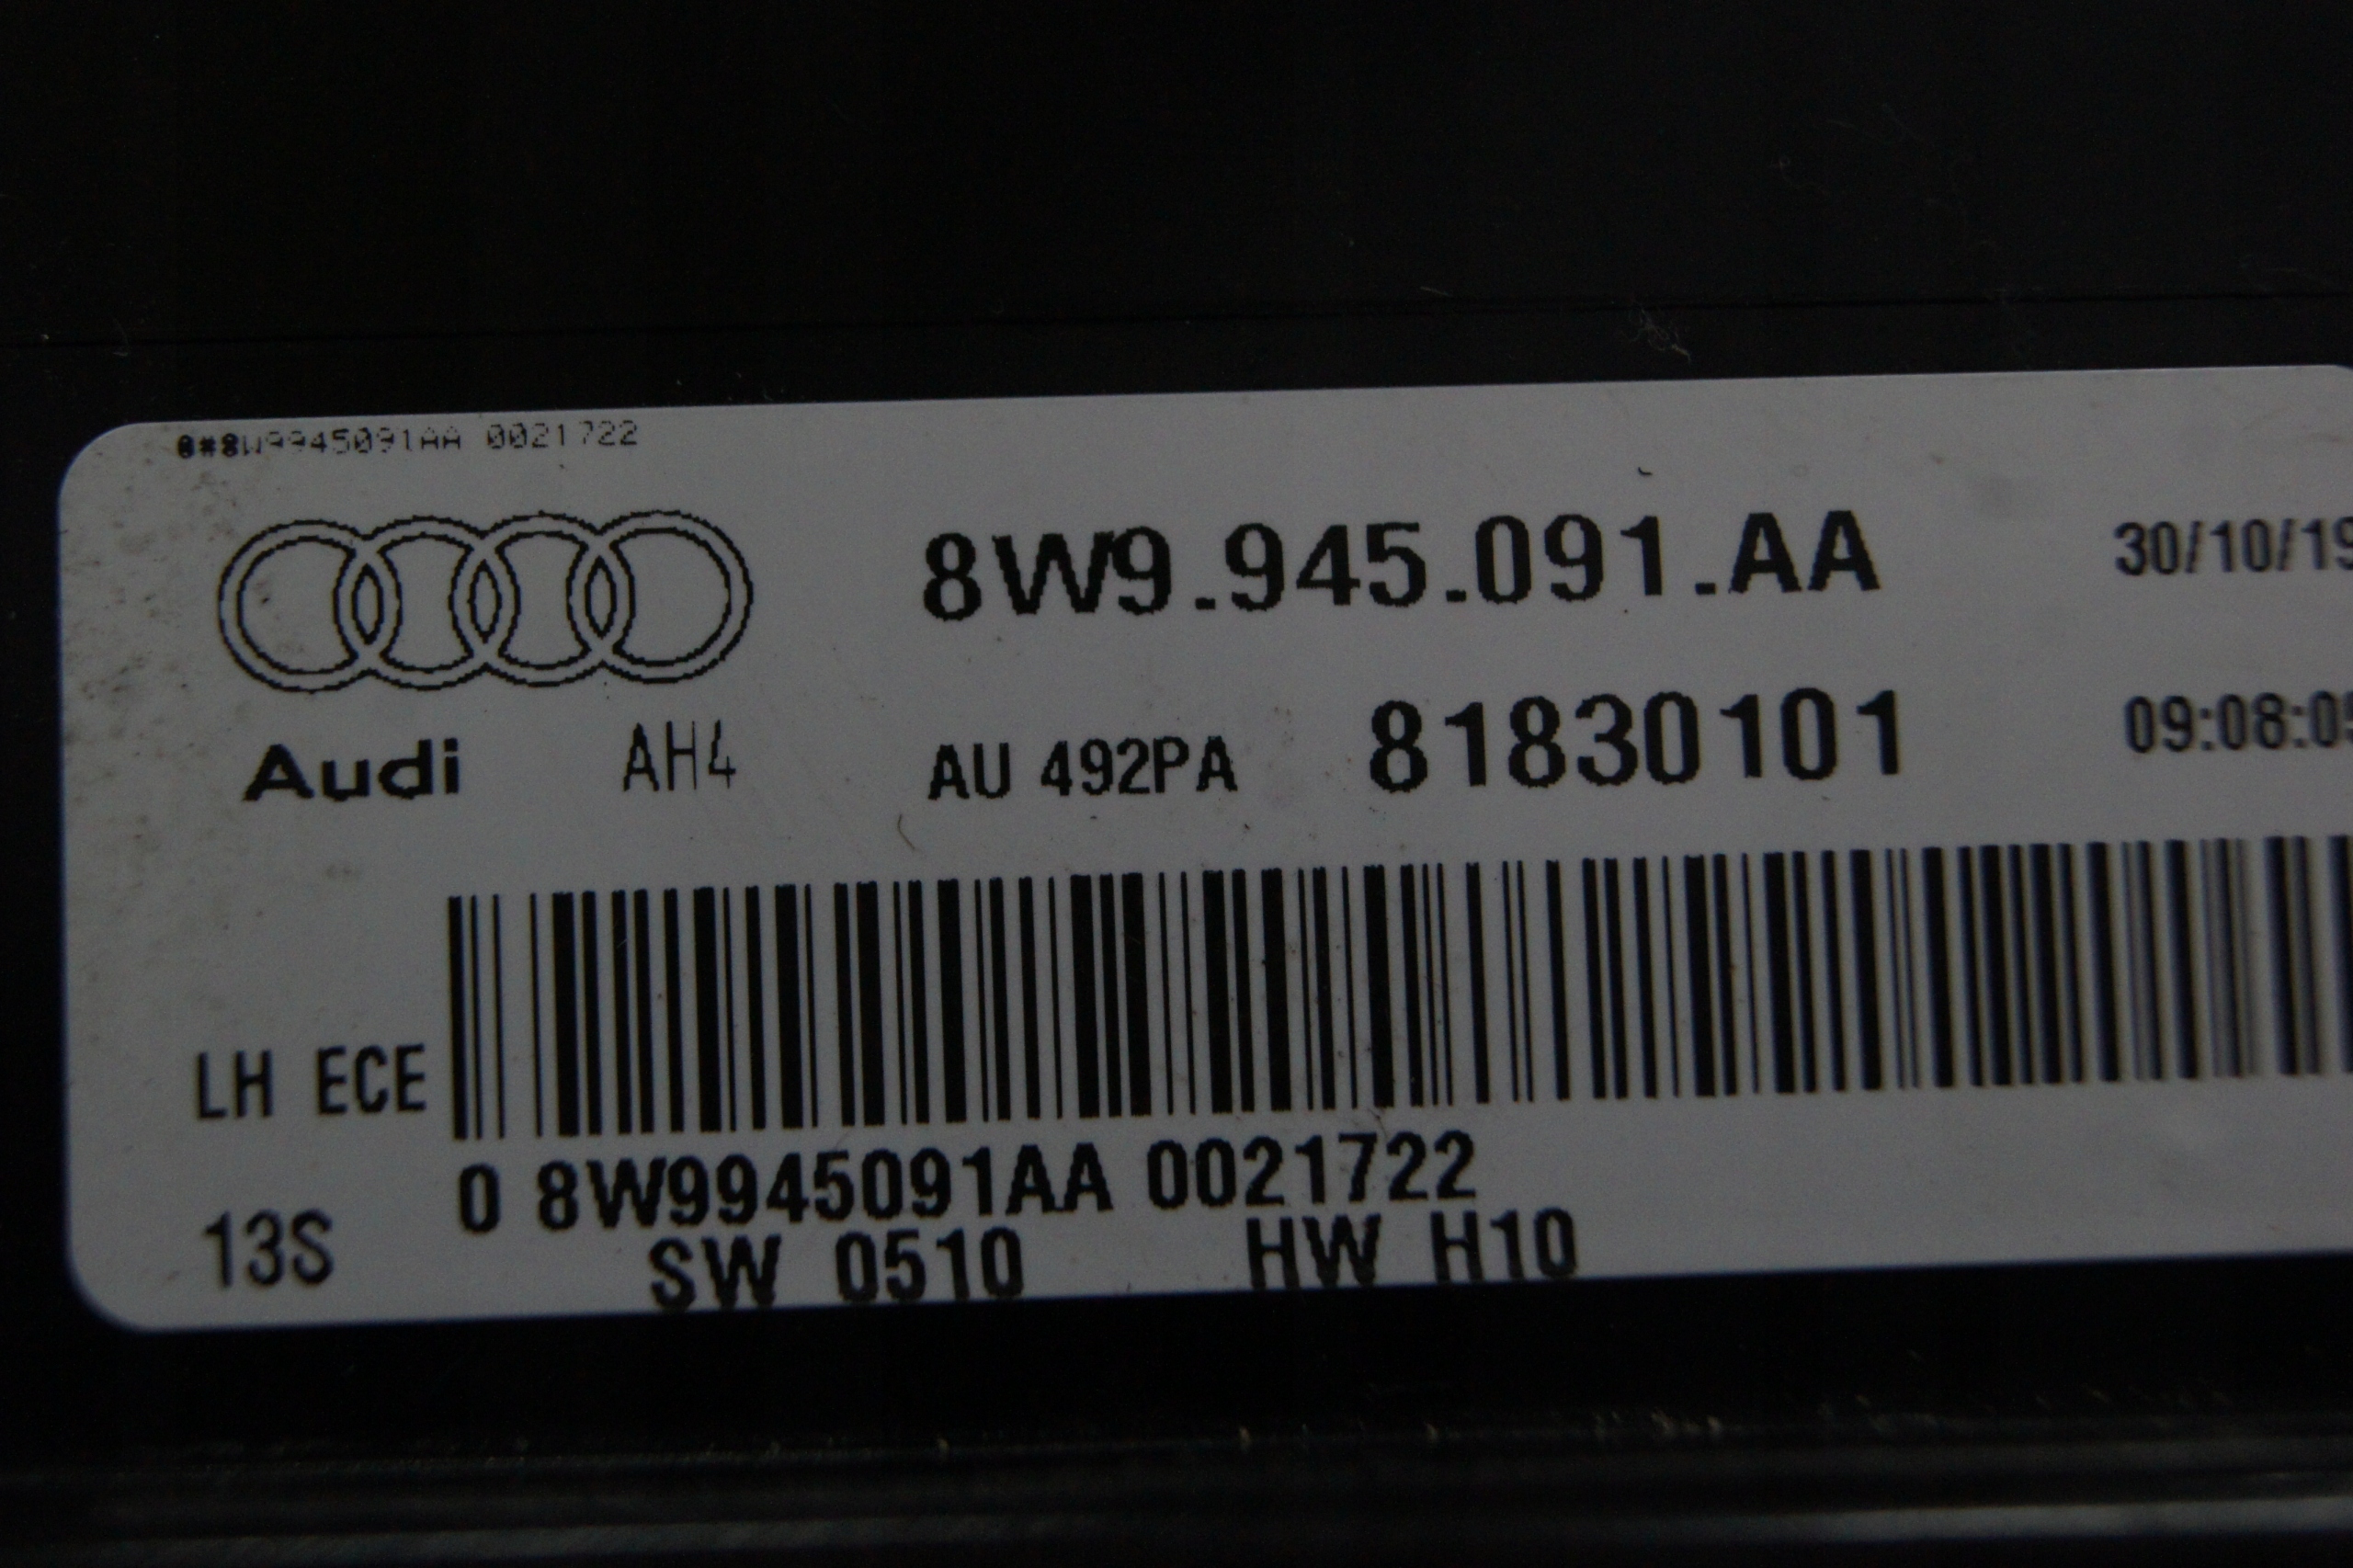 8#8W9945091AA 0021722
8W9.945.091.AA 30/10/19
Audi AH4 AU 492PA 81830101 09:08:05
LH ECE
0 8W9945091AA 0021722
13S
SW 0510 HW H10